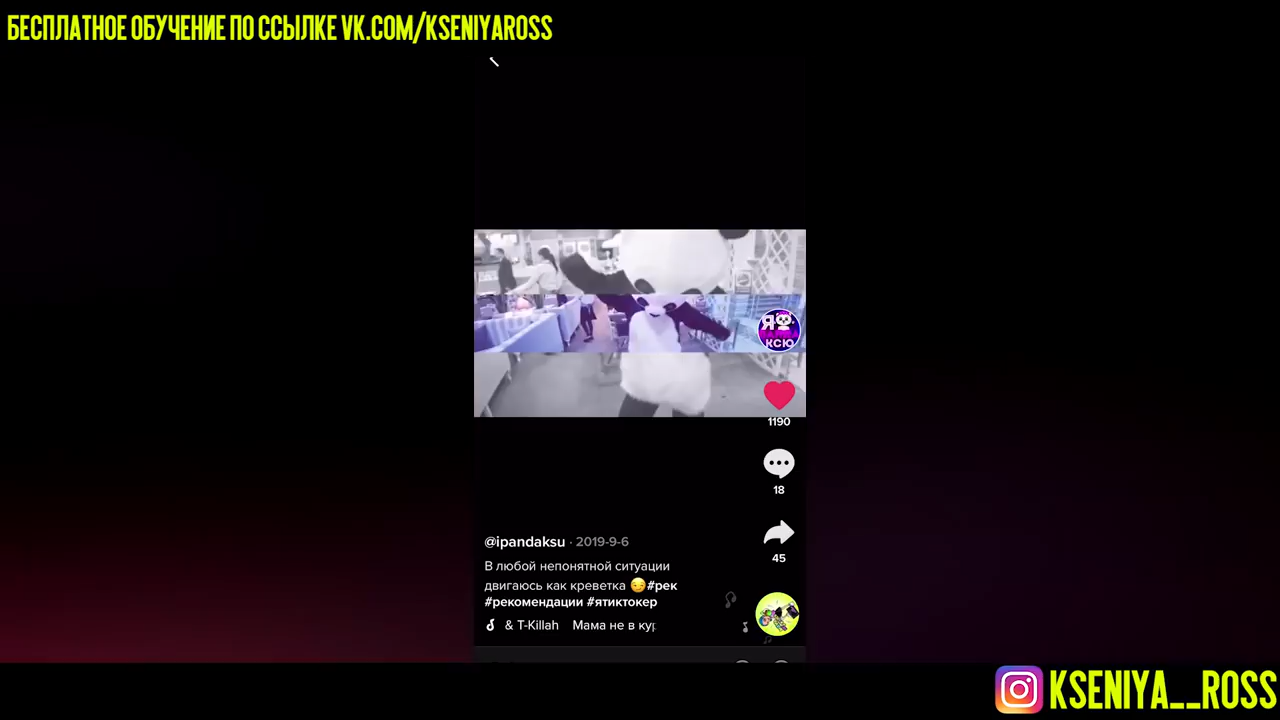 БЕСПЛАТНОЕ ОБУЧЕНИЕ ПО ССЫЛКЕ VK.COM/KSENIYAROSS
Я
КСЮ
1190
18
45
@ipandaksu · 2019-9-6
В любой непонятной ситуации
двигаюсь как креветка 😏#рек
#рекомендации #ятиктокер
& T-Killah Мама не в кур
KSENIYA__ROSS